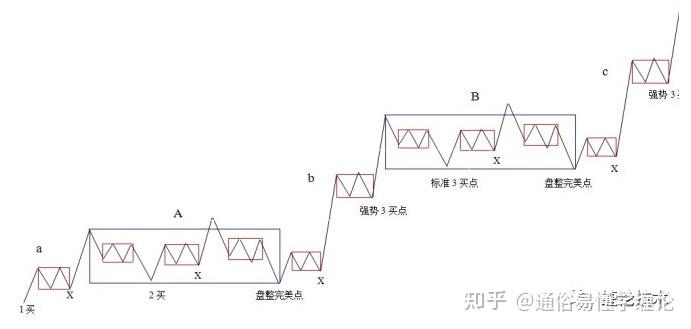 c
强势 3
B
X
X
标准 3 买点
盘整完美点
b
强势 3 买点
A
a
X
X
X
1 买
2 买
盘整完美点
知乎 @通俗易懂学缠论